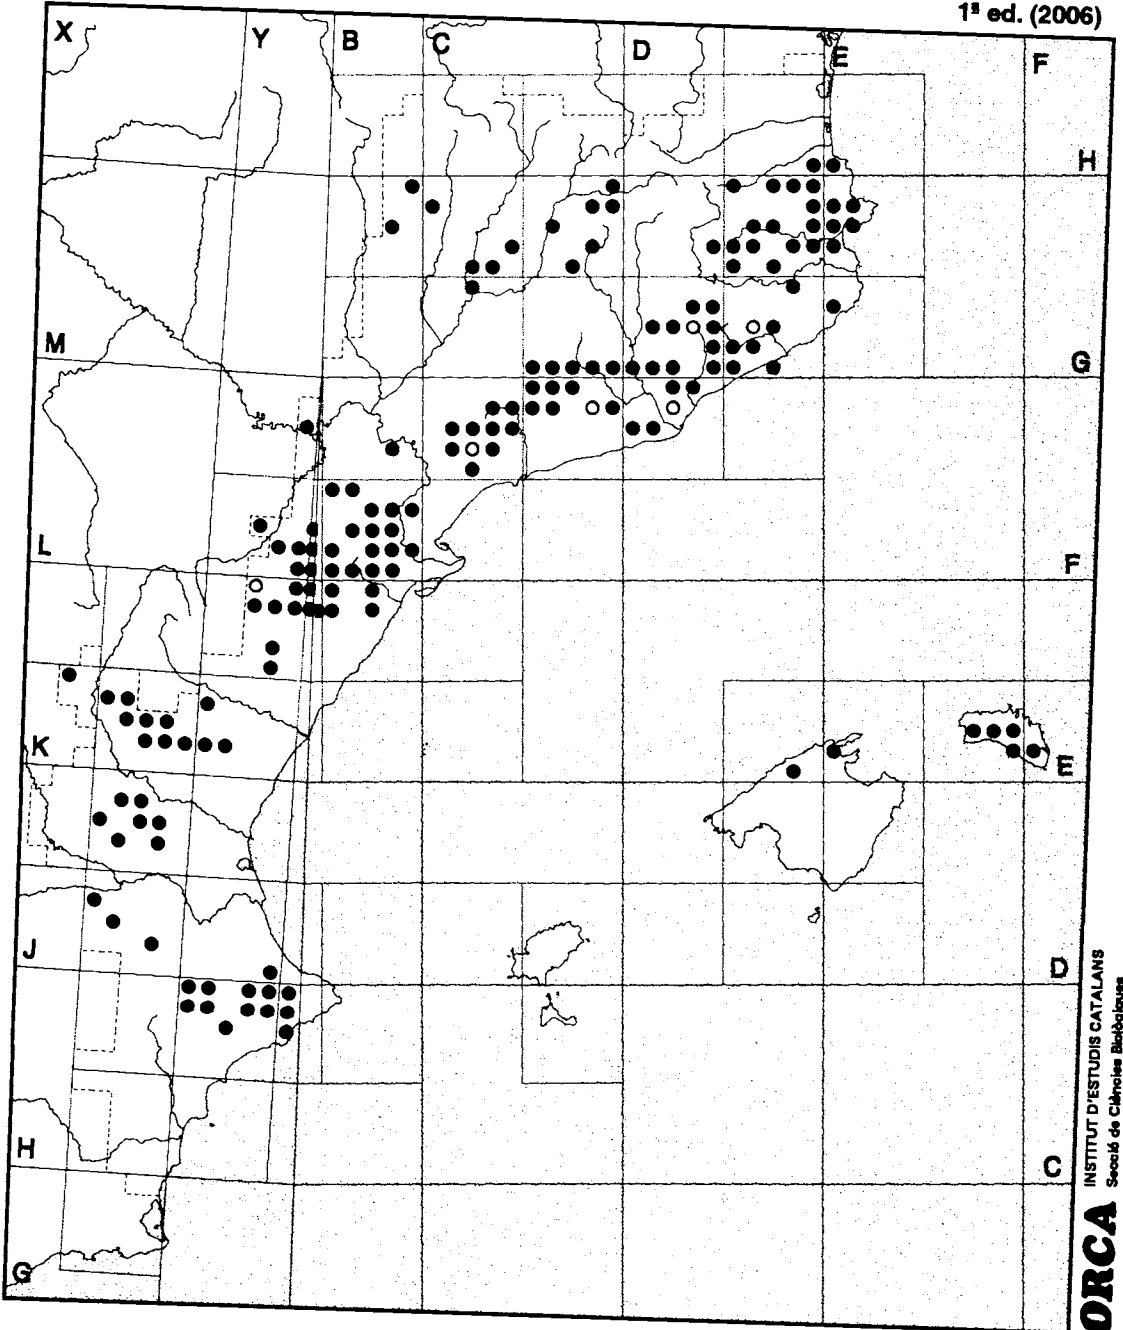 1ª ed. (2006)
X
Y
B
C
D
E
F
H
M
G
L
F
K
E
J
D
H
C
G
ORCA
INSTITUT D'ESTUDIS CATALANS
Secció de Ciències Biològiques